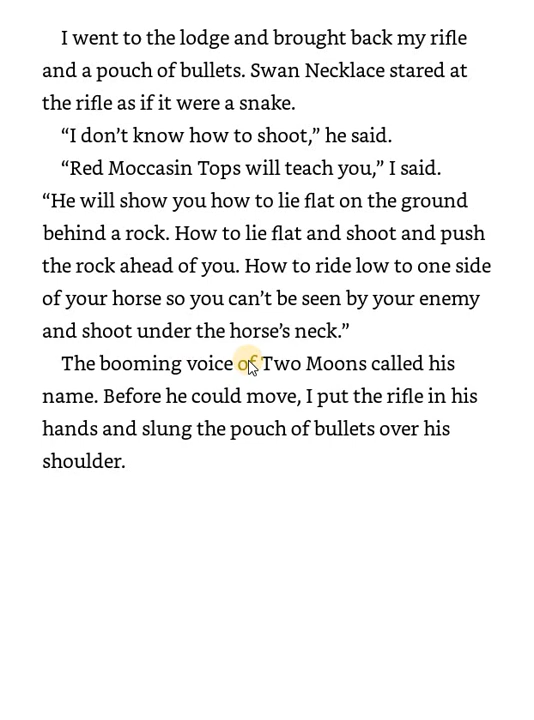 I went to the lodge and brought back my rifle
and a pouch of bullets. Swan Necklace stared at
the rifle as if it were a snake.
“I don’t know how to shoot,” he said.
“Red Moccasin Tops will teach you,” I said.
“He will show you how to lie flat on the ground
behind a rock. How to lie flat and shoot and push
the rock ahead of you. How to ride low to one side
of your horse so you can’t be seen by your enemy
and shoot under the horse’s neck.”
The booming voice of Two Moons called his
name. Before he could move, I put the rifle in his
hands and slung the pouch of bullets over his
shoulder.